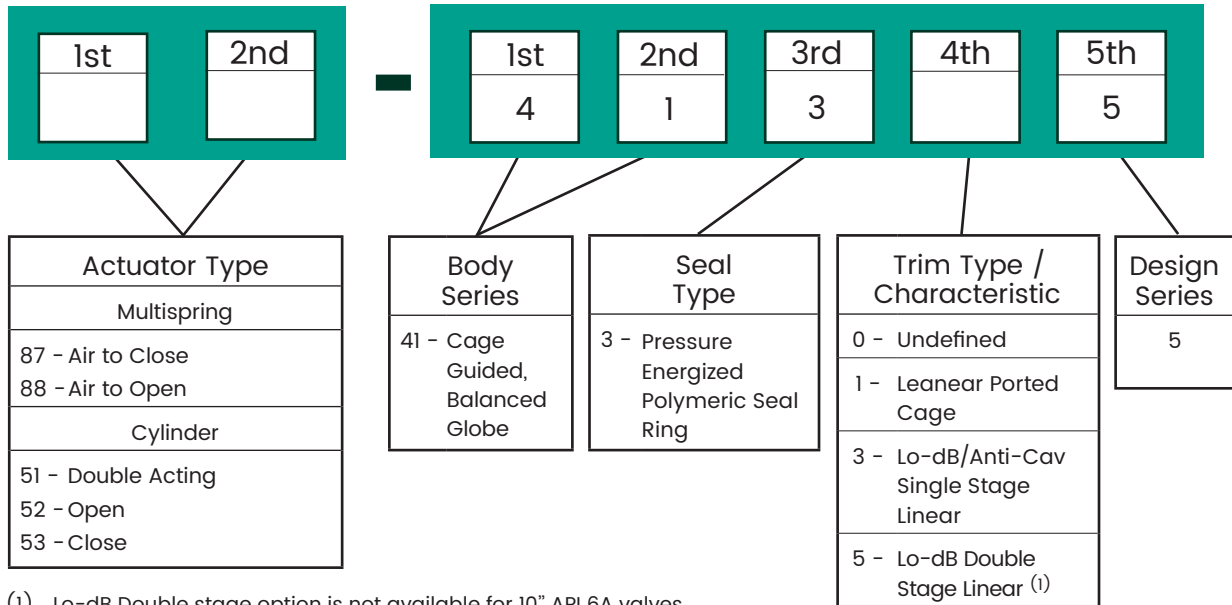 1st
2nd
-
1st
2nd
3rd
4th
5th
4
1
3
5
Actuator Type
Multispring
87 - Air to Close
88 - Air to Open
Cylinder
51 - Double Acting
52 - Open
53 - Close
Body
Series
41 - Cage
Guided,
Balanced
Globe
Seal
Type
3 - Pressure
Energized
Polymeric Seal
Ring
Trim Type /
Characteristic
0 - Undefined
1 - Leanear Ported
Cage
3 - Lo-dB/Anti-Cav
Single Stage
Linear
5 - Lo-dB Double
Stage Linear (1)
Design
Series
5
(1) Lo-dB Double stage option is not available for 10" API 6A valves